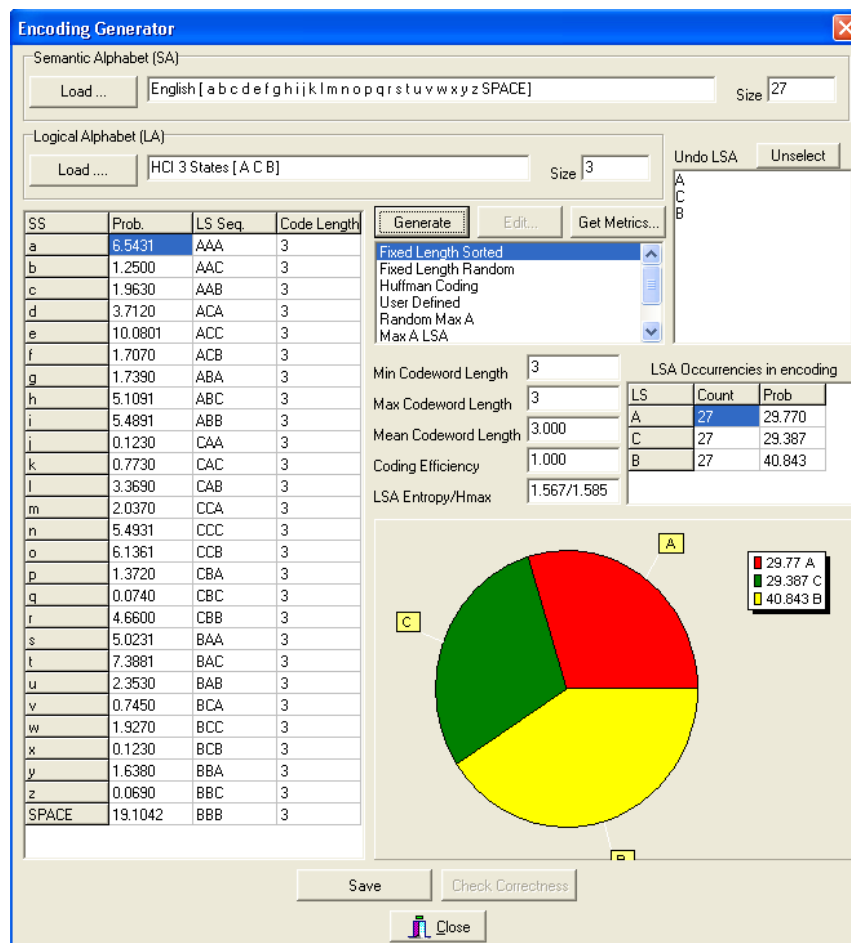 Encoding Generator
Semantic Alphabet (SA)
Load ... English [ a b c d e f g h i j k l m n o p q r s t u v w x y z SPACE] Size 27
Logical Alphabet (LA)
Load .... HCI 3 States [ A C B] Size 3
Undo LSA Unselect
A
C
B
Generate Edit... Get Metrics...
Fixed Length Sorted
Fixed Length Random
Huffman Coding
User Defined
Random Max A
Max A LSA
SS Prob. LS Seq. Code Length
a 6.5431 AAA 3
b 1.2500 AAC 3
c 1.9630 AAB 3
d 3.7120 ACA 3
e 10.0801 ACC 3
f 1.7070 ACB 3
g 1.7390 ABA 3
h 5.1091 ABC 3
i 5.4891 ABB 3
j 0.1230 CAA 3
k 0.7730 CAC 3
l 3.3690 CAB 3
m 2.0370 CCA 3
n 5.4931 CCC 3
o 6.1361 CCB 3
p 1.3720 CBA 3
q 0.0740 CBC 3
r 4.6600 CBB 3
s 5.0231 BAA 3
t 7.3881 BAC 3
u 2.3530 BAB 3
v 0.7450 BCA 3
w 1.9270 BCC 3
x 0.1230 BCB 3
y 1.6380 BBA 3
z 0.0690 BBC 3
SPACE 19.1042 BBB 3
Min Codeword Length 3
Max Codeword Length 3
Mean Codeword Length 3.000
Coding Efficiency 1.000
LSA Entropy/Hmax 1.567/1.585
LSA Occurrencies in encoding
LS Count Prob
A 27 29.770
C 27 29.387
B 27 40.843
A
C
B
29.77 A
29.387 C
40.843 B
Save Check Correctness
Close